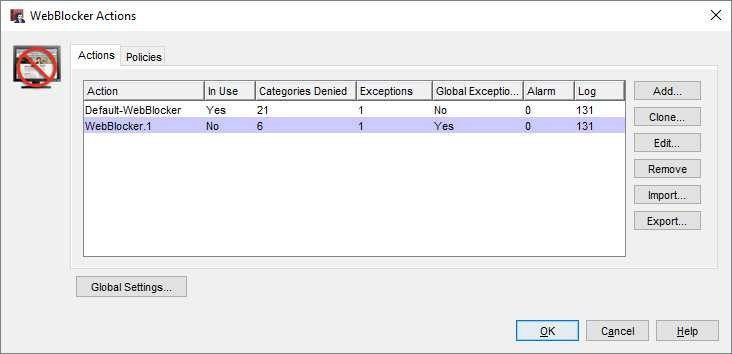 WebBlocker Actions
Actions Policies
Action In Use Categories Denied Exceptions Global Exceptio... Alarm Log
Default-WebBlocker Yes 21 1 No 0 131
WebBlocker.1 No 6 1 Yes 0 131
Add...
Clone...
Edit...
Remove
Import...
Export...
Global Settings...
OK Cancel Help